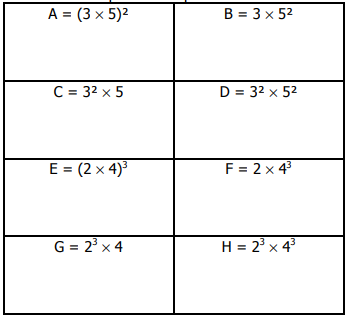 A = (3 × 5)²
B = 3 × 5²
C = 3² × 5
D = 3² × 5²
E = (2 × 4)³
F = 2 × 4³
G = 2³ × 4
H = 2³ × 4³